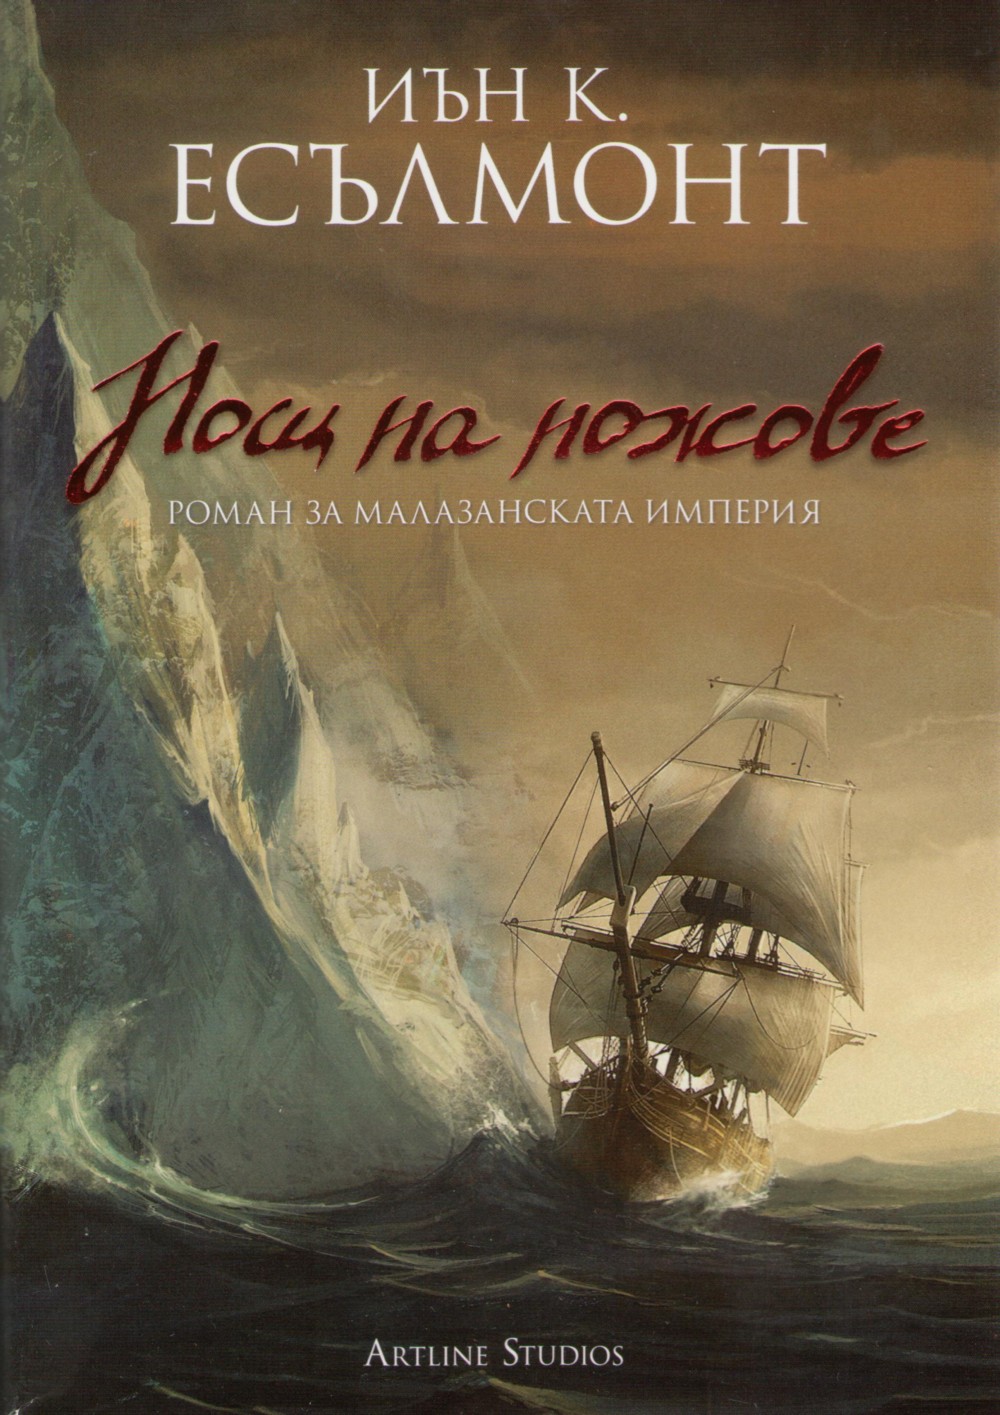 ИЪН К.
ЕСЪЛМОНТ
Нощ на ножове
РОМАН ЗА МАЛАЗАНСКАТА ИМПЕРИЯ
ARTLINE STUDIOS